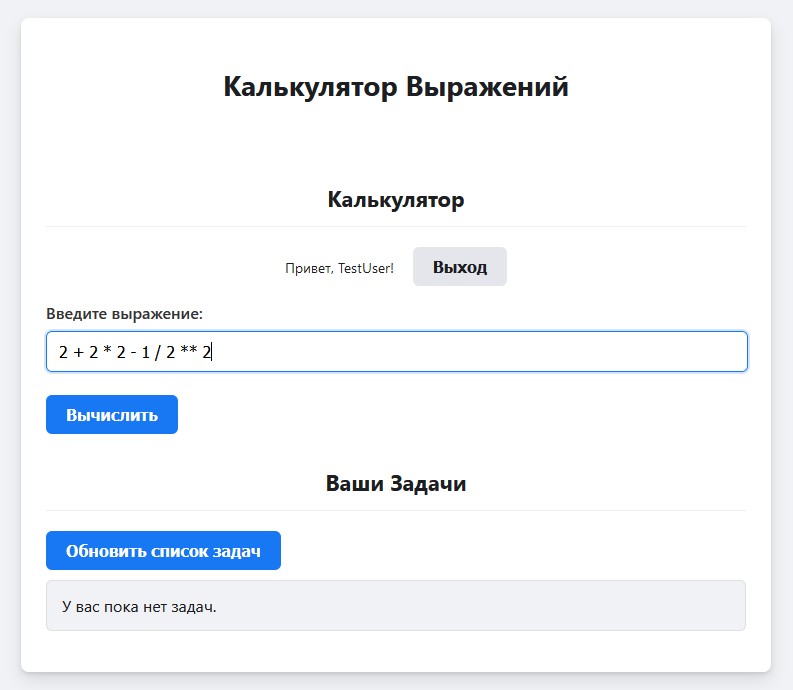 Калькулятор Выражений
Калькулятор
Привет, TestUser! Выход
Введите выражение:
2 + 2 * 2 - 1 / 2 ** 2
Вычислить
Ваши Задачи
Обновить список задач
У вас пока нет задач.